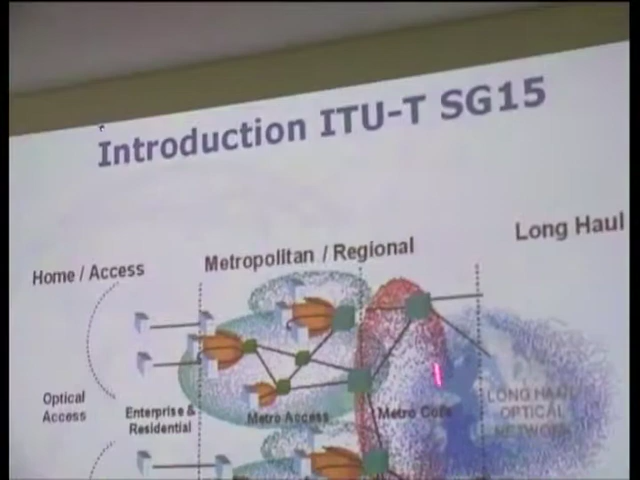 Introduction ITU-T SG15
Home / Access
Metropolitan / Regional
Long Haul
Optical
Access
Enterprise &
Residential
Metro Access
Metro Core
LONG HAUL
OPTICAL
NETWORK